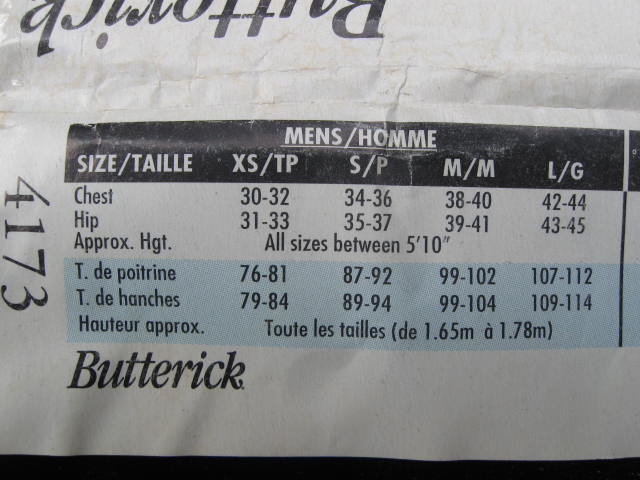 Butterick
MENS/HOMME
SIZE/TAILLE XS/TP S/P M/M L/G
Chest 30-32 34-36 38-40 42-44
Hip 31-33 35-37 39-41 43-45
Approx. Hgt. All sizes between 5'10"
T. de poitrine 76-81 87-92 99-102 107-112
T. de hanches 79-84 89-94 99-104 109-114
Hauteur approx. Toute les tailles (de 1.65m à 1.78m)
Butterick
4173